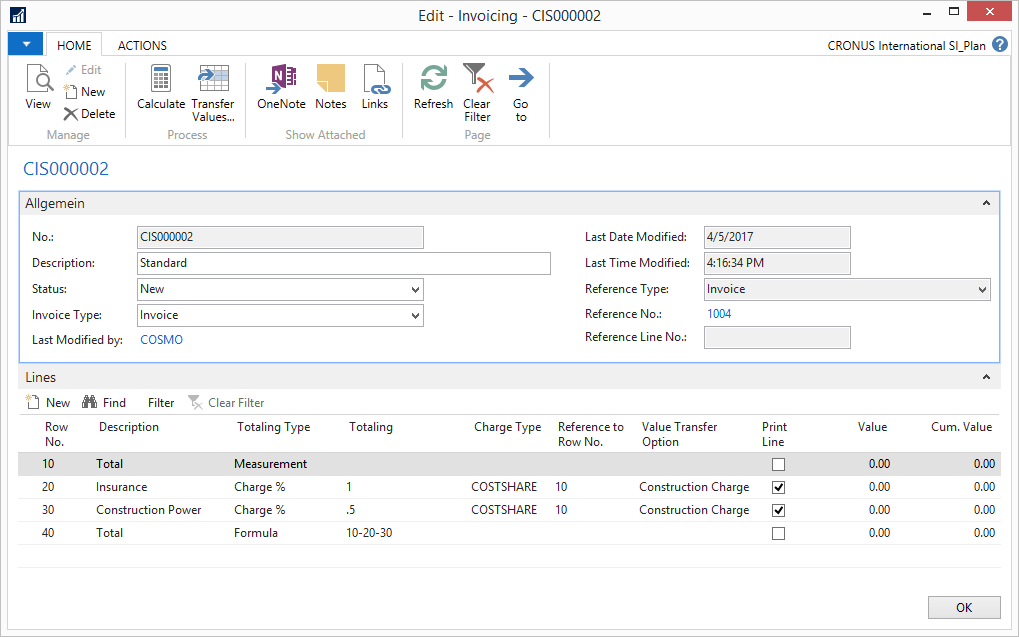 Edit - Invoicing - CIS000002
HOME ACTIONS CRONUS International SI_Plan ?
View
Edit
New
Delete
Manage
Calculate
Transfer
Values...
Process
OneNote
Notes
Links
Show Attached
Refresh
Clear
Filter
Go
to
Page
CIS000002
Allgemein
No.: CIS000002
Description: Standard
Status: New
Invoice Type: Invoice
Last Modified by: COSMO
Last Date Modified: 4/5/2017
Last Time Modified: 4:16:34 PM
Reference Type: Invoice
Reference No.: 1004
Reference Line No.:
Lines
New Find Filter Clear Filter
Row No. Description Totaling Type Totaling Charge Type Reference to Row No. Value Transfer Option Print Line Value Cum. Value
10 Total Measurement 0.00 0.00
20 Insurance Charge % 1 COSTSHARE 10 Construction Charge 0.00 0.00
30 Construction Power Charge % .5 COSTSHARE 10 Construction Charge 0.00 0.00
40 Total Formula 10-20-30 0.00 0.00
OK